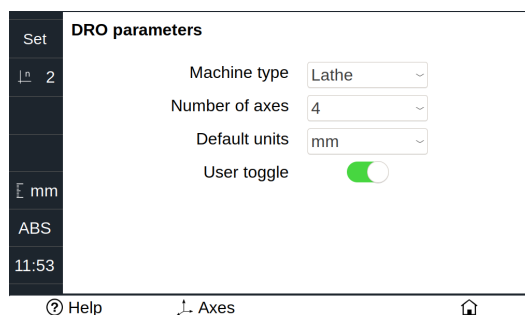 Set
DRO parameters
n 2
Machine type Lathe
Number of axes 4
Default units mm
User toggle
mm
ABS
11:53
? Help Axes